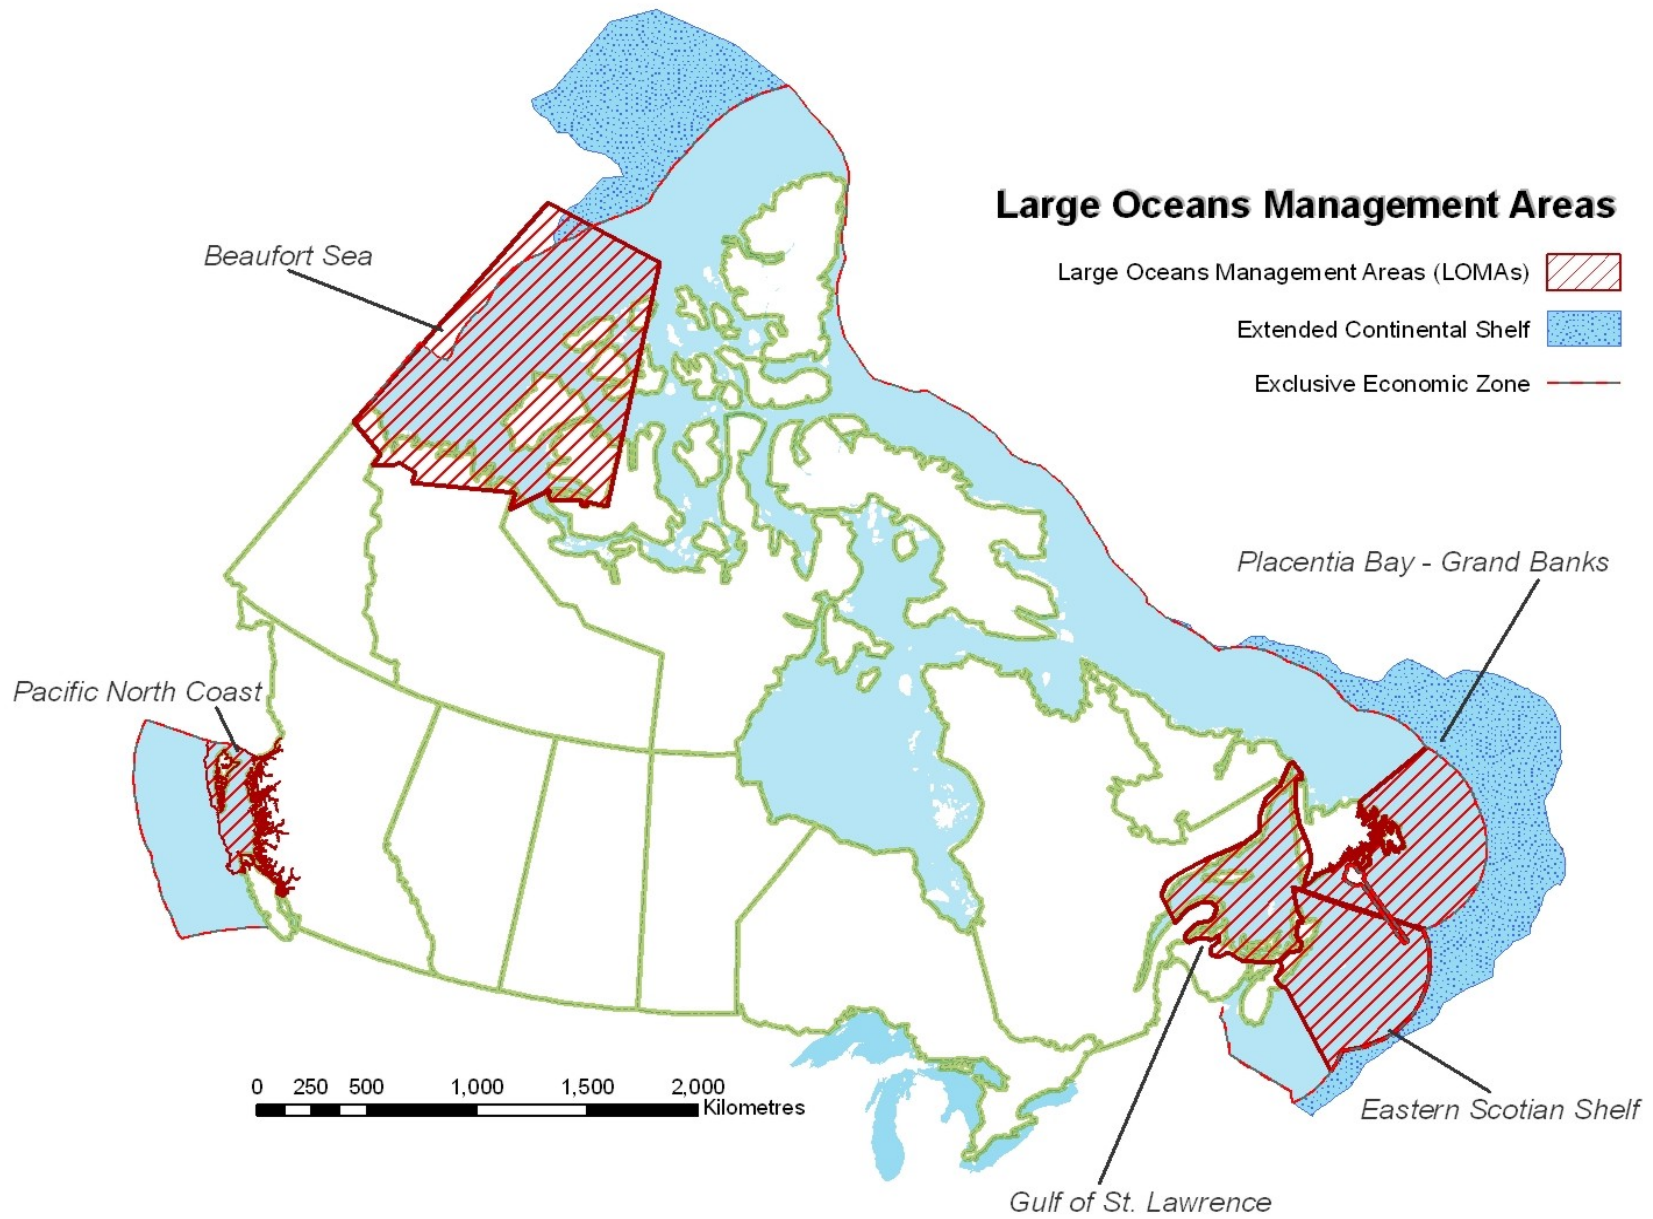 Large Oceans Management Areas
Beaufort Sea
Large Oceans Management Areas (LOMAs)
Extended Continental Shelf
Exclusive Economic Zone
Placentia Bay - Grand Banks
Pacific North Coast
0 250 500 1,000 1,500 2,000
Kilometres
Eastern Scotian Shelf
Gulf of St. Lawrence